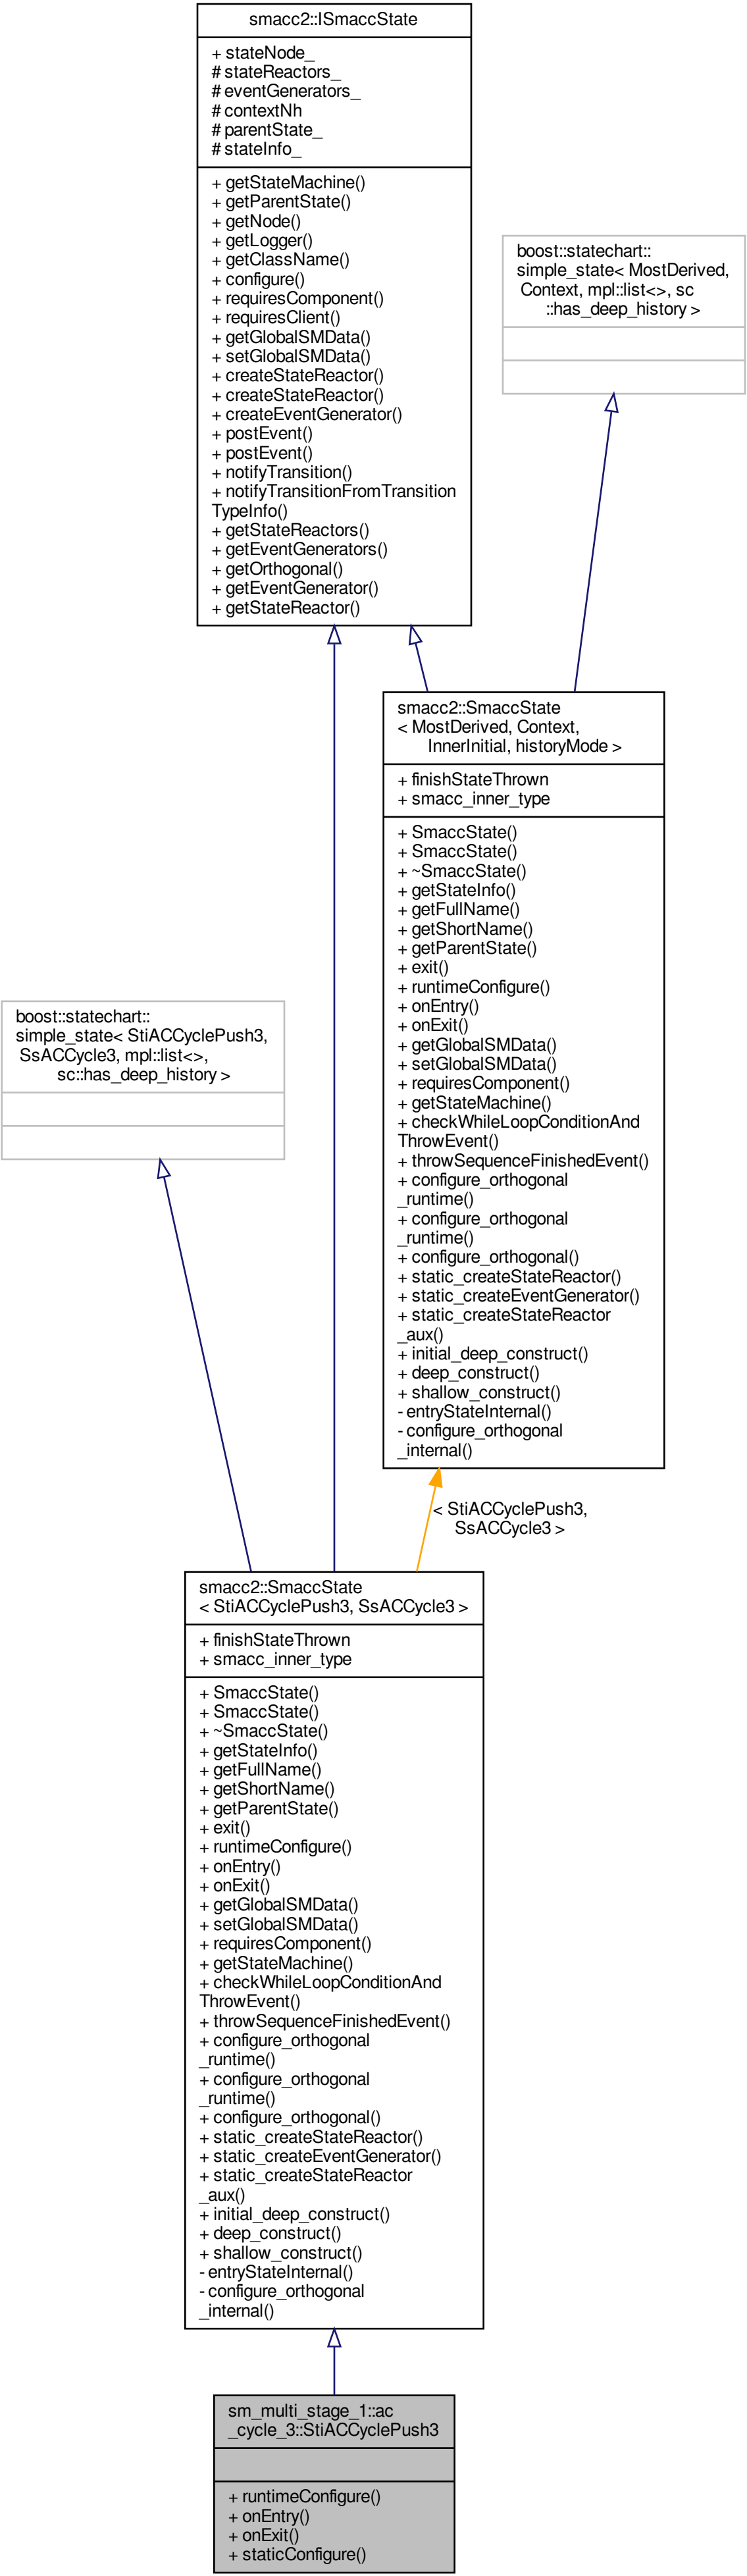 smacc2::ISmaccState
+ stateNode_
# stateReactors_
# eventGenerators_
# contextNh
# parentState_
# stateInfo_
+ getStateMachine()
+ getParentState()
+ getNode()
+ getLogger()
+ getClassName()
+ configure()
+ requiresComponent()
+ requiresClient()
+ getGlobalSMData()
+ setGlobalSMData()
+ createStateReactor()
+ createStateReactor()
+ createEventGenerator()
+ postEvent()
+ postEvent()
+ notifyTransition()
+ notifyTransitionFromTransition
TypeInfo()
+ getStateReactors()
+ getEventGenerators()
+ getOrthogonal()
+ getEventGenerator()
+ getStateReactor()
boost::statechart::
simple_state< MostDerived,
Context, mpl::list<>, sc
::has_deep_history >
smacc2::SmaccState
< MostDerived, Context,
InnerInitial, historyMode >
+ finishStateThrown
+ smacc_inner_type
+ SmaccState()
+ SmaccState()
+ ~SmaccState()
+ getStateInfo()
+ getFullName()
+ getShortName()
+ getParentState()
+ exit()
+ runtimeConfigure()
+ onEntry()
+ onExit()
+ getGlobalSMData()
+ setGlobalSMData()
+ requiresComponent()
+ getStateMachine()
+ checkWhileLoopConditionAnd
ThrowEvent()
+ throwSequenceFinishedEvent()
+ configure_orthogonal
_runtime()
+ configure_orthogonal
_runtime()
+ configure_orthogonal()
+ static_createStateReactor()
+ static_createEventGenerator()
+ static_createStateReactor
_aux()
+ initial_deep_construct()
+ deep_construct()
+ shallow_construct()
- entryStateInternal()
- configure_orthogonal
_internal()
boost::statechart::
simple_state< StiACCyclePush3,
SsACCycle3, mpl::list<>,
sc::has_deep_history >
< StiACCyclePush3,
SsACCycle3 >
smacc2::SmaccState
< StiACCyclePush3, SsACCycle3 >
+ finishStateThrown
+ smacc_inner_type
+ SmaccState()
+ SmaccState()
+ ~SmaccState()
+ getStateInfo()
+ getFullName()
+ getShortName()
+ getParentState()
+ exit()
+ runtimeConfigure()
+ onEntry()
+ onExit()
+ getGlobalSMData()
+ setGlobalSMData()
+ requiresComponent()
+ getStateMachine()
+ checkWhileLoopConditionAnd
ThrowEvent()
+ throwSequenceFinishedEvent()
+ configure_orthogonal
_runtime()
+ configure_orthogonal
_runtime()
+ configure_orthogonal()
+ static_createStateReactor()
+ static_createEventGenerator()
+ static_createStateReactor
_aux()
+ initial_deep_construct()
+ deep_construct()
+ shallow_construct()
- entryStateInternal()
- configure_orthogonal
_internal()
sm_multi_stage_1::ac
_cycle_3::StiACCyclePush3
+ runtimeConfigure()
+ onEntry()
+ onExit()
+ staticConfigure()